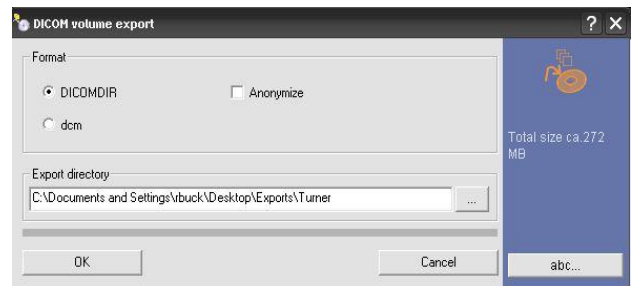 DICOM volume export
? X
Format
DICOMDIR
Anonymize
dcm
Total size ca.272
MB
Export directory
C:\Documents and Settings\rbuck\Desktop\Exports\Turner
...
OK
Cancel
abc...